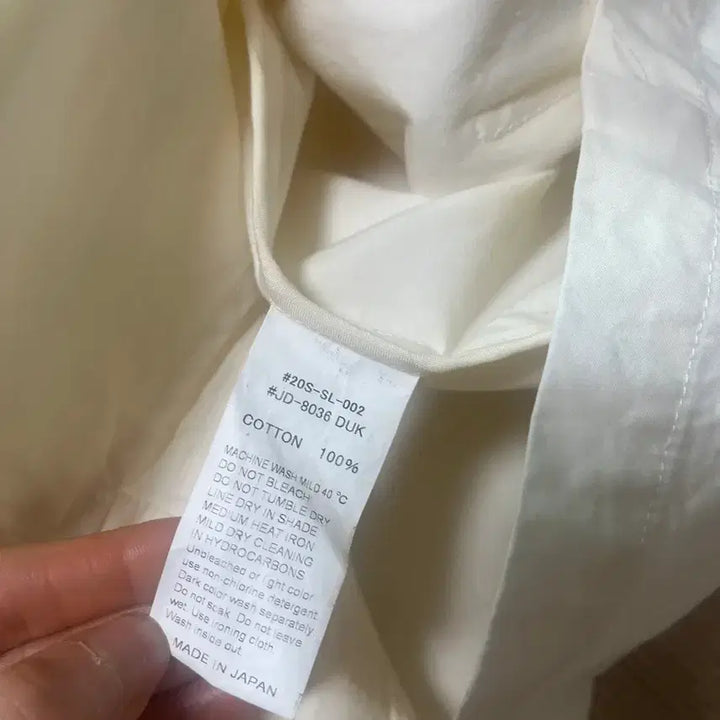 #20S-SL-002
#JD-8036 DUK
COTTON 100%
MACHINE WASH MILD 40 °C
DO NOT BLEACH
DO NOT TUMBLE DRY
LINE DRY IN SHADE
MEDIUM HEAT IRON
MILD DRY CLEANING
IN HYDROCARBONS
Unbleached or light color
use non-chlorine detergent.
Dark color wash separately
Do not soak. Do not leave
wet. Use ironing cloth
Wash inside out.
MADE IN JAPAN